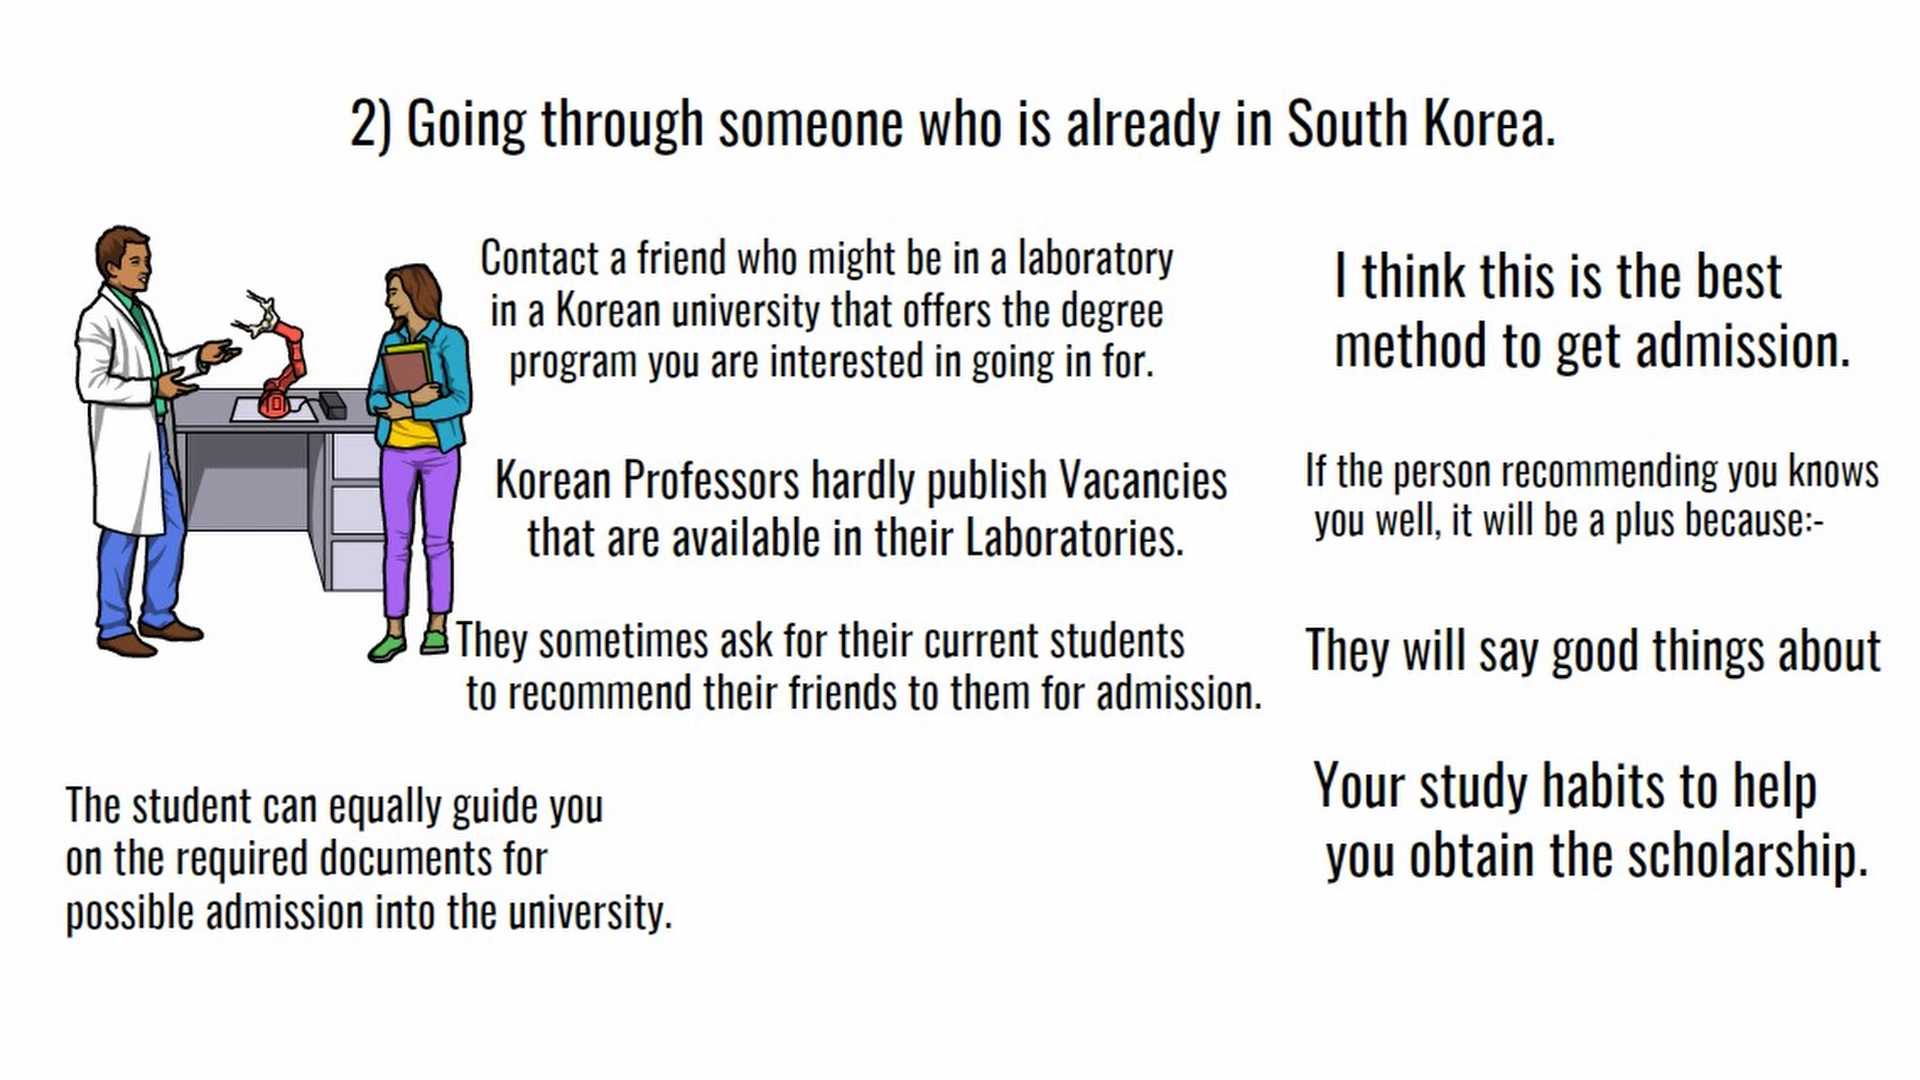 2) Going through someone who is already in South Korea.
Contact a friend who might be in a laboratory
in a Korean university that offers the degree
program you are interested in going in for.
Korean Professors hardly publish Vacancies
that are available in their Laboratories.
They sometimes ask for their current students
to recommend their friends to them for admission.
The student can equally guide you
on the required documents for
possible admission into the university.
I think this is the best
method to get admission.
If the person recommending you knows
you well, it will be a plus because:-
They will say good things about
Your study habits to help
you obtain the scholarship.